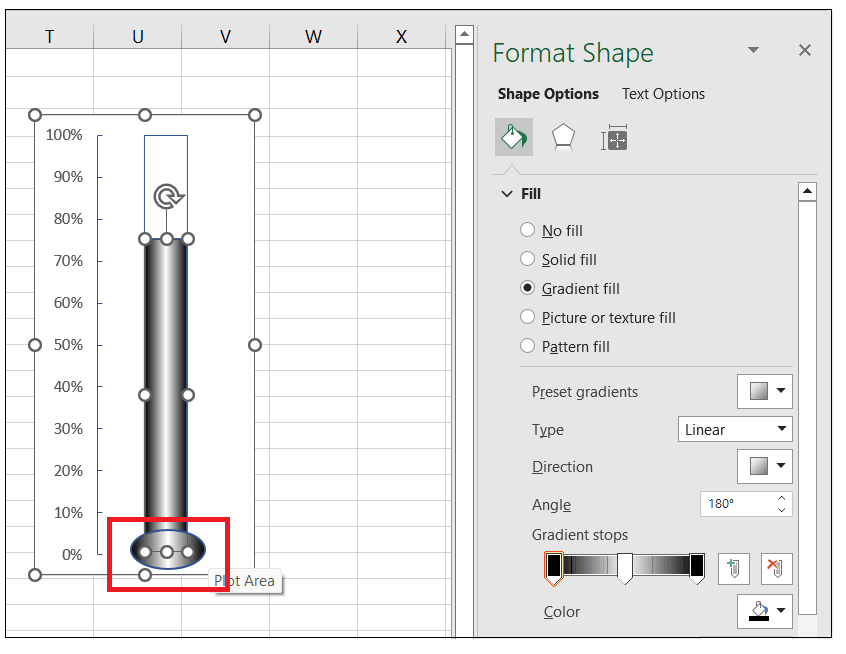 T U V W X
Format Shape
Shape Options Text Options
100%
90%
80%
70%
60%
50%
40%
30%
20%
10%
0%
Plot Area
Fill
No fill
Solid fill
Gradient fill
Picture or texture fill
Pattern fill
Preset gradients
Type Linear
Direction
Angle 180°
Gradient stops
Color